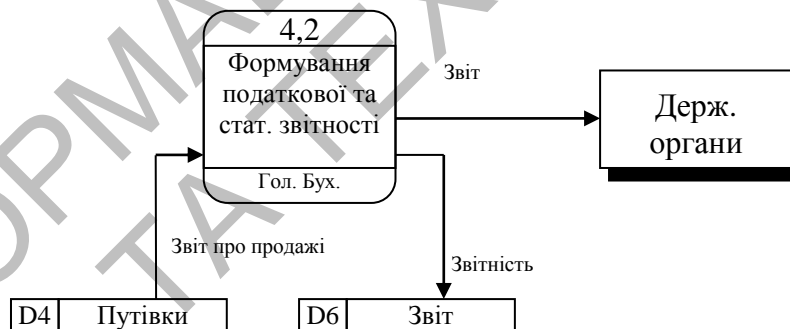 4,2
Формування
податкової та
стат. звітності
Гол. Бух.
Звіт
Держ.
органи
Звіт про продажі
Звітність
D4 Путівки
D6 Звіт